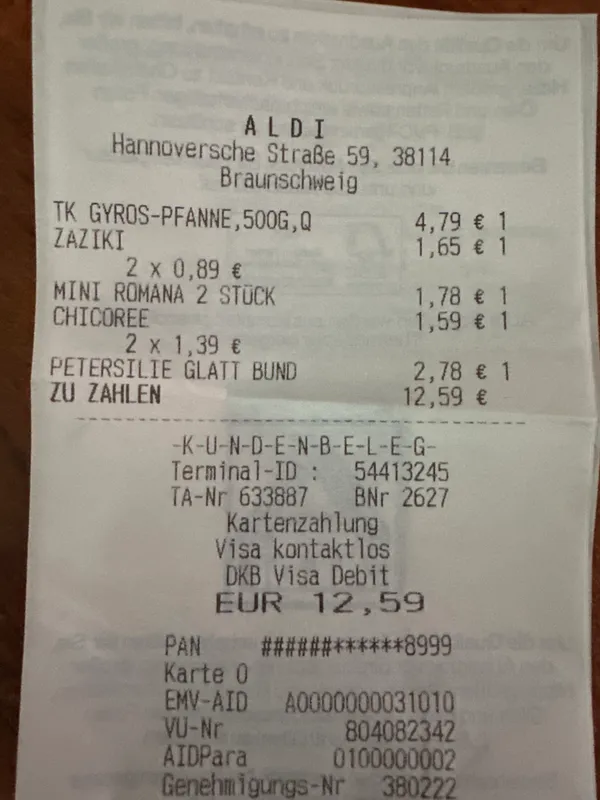 ALDI
Hannoversche Straße 59, 38114
Braunschweig
TK GYROS-PFANNE,500G,Q 4,79 € 1
ZAZIKI 1,65 € 1
2 x 0,89 €
MINI ROMANA 2 STÜCK 1,78 € 1
CHICOREE 1,59 € 1
2 x 1,39 €
PETERSILIE GLATT BUND 2,78 € 1
ZU ZAHLEN 12,59 €
-K-U-N-D-E-N-B-E-L-E-G-
Terminal-ID : 54413245
TA-Nr 633887 BNr 2627
Kartenzahlung
Visa kontaktlos
DKB Visa Debit
EUR 12,59
PAN ######******8999
Karte 0
EMV-AID A0000000031010
VU-Nr 804082342
AIDPara 0100000002
Genehmigungs-Nr 380222